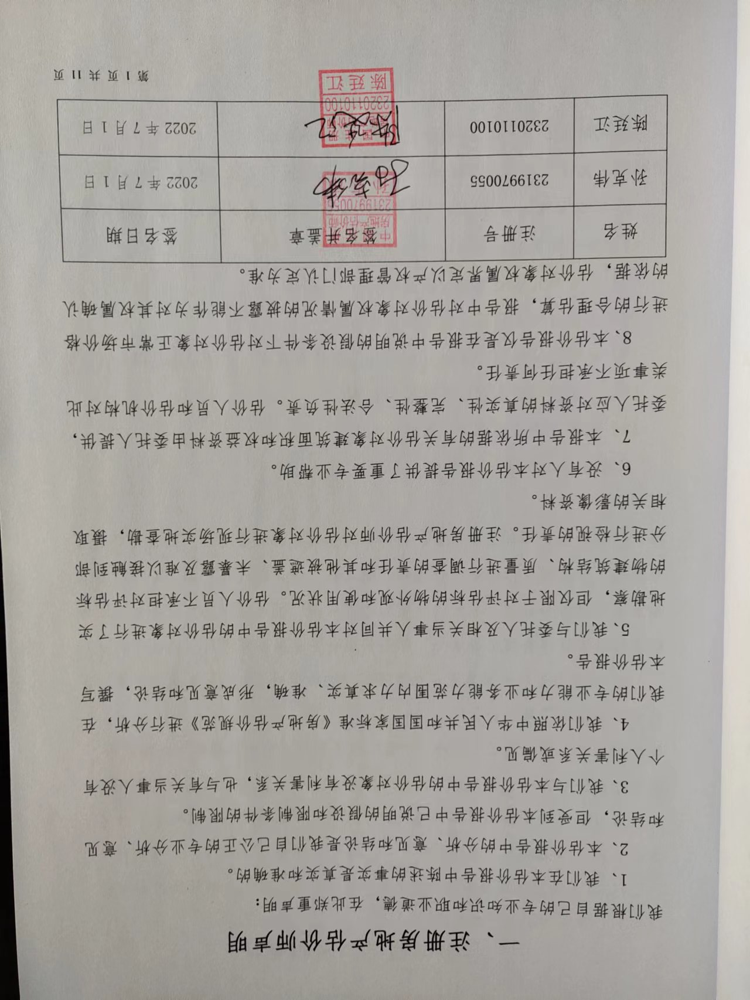 一、注册房地产估价师声明
我们根据自己的专业知识和职业道德，在此郑重声明：
1、我们在本估价报告中陈述的事实是真实和准确的。
2、本估价报告中的分析、意见和结论是我们自己公正的专业分析、意见
和结论，但受到本估价报告中已说明的假设和限制条件的限制。
3、我们与本估价报告中的估价对象没有利害关系，也与有关当事人没有
个人利害关系或偏见。
4、我们依照中华人民共和国国家标准《房地产估价规范》进行分析，在
我们的专业能力和业务能力范围内力求真实、准确，形成意见和结论，撰写
本估价报告。
5、我们与委托人及相关当事人共同对本估价报告中的估价对象进行了实
地勘察，但仅限于对评估标的物外观和使用状况。估价人员不承担对评估标
的物建筑结构、质量进行调查的责任和其他被遮盖、未暴露及难以接触到部
分进行检视的责任。注册房地产估价师对估价对象进行现场实地查勘，摄取
相关的影像资料。
6、没有人对本估价报告提供了重要专业帮助。
7、本报告中所依据的有关估价对象建筑面积和权益资料由委托人提供，
委托人应对资料的真实性、完整性、合法性负责。估价人员和估价机构对此
类事项不承担任何责任。
8、本估价报告仅是在报告中说明的假设条件下对估价对象正常市场价格
进行的合理估算，报告中对估价对象权属情况的披露不能作为对其权属确认
的依据，估价对象权属界定以产权管理部门认定为准。
姓名 注册号 签名并盖章 签名日期
房地产估价师
孙克伟 2319970055 孙克伟 2022年7月1日
陈廷江 2320110100 陈廷江 2022年7月1日
2320110100
陈廷江
第 1 页 共 11 页